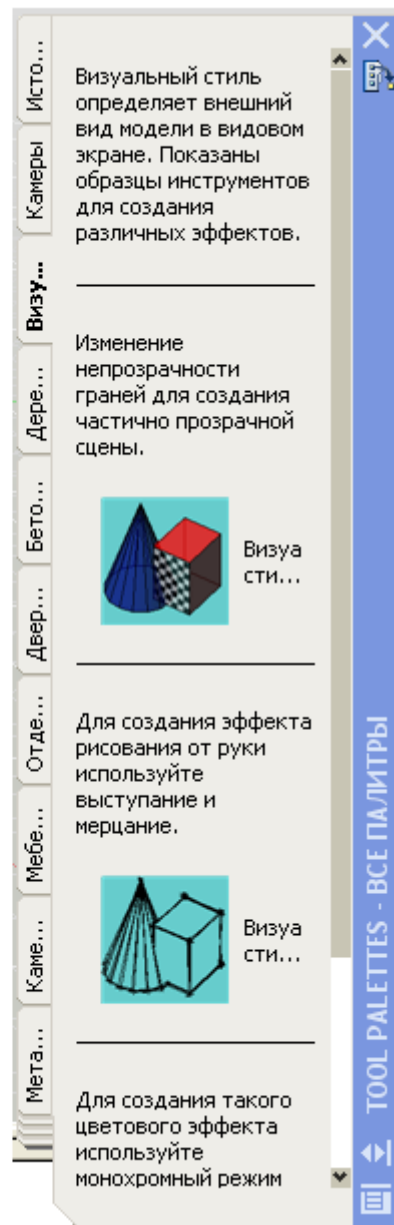 Исто...
Камеры
Визу...
Дере...
Бето...
Двер...
Отде...
Мебе...
Каме...
Мета...
Визуальный стиль
определяет внешний
вид модели в видовом
экране. Показаны
образцы инструментов
для создания
различных эффектов.
Изменение
непрозрачности
граней для создания
частично прозрачной
сцены.
Визуа
сти...
Для создания эффекта
рисования от руки
используйте
выступание и
мерцание.
Визуа
сти...
Для создания такого
цветового эффекта
используйте
монохромный режим
TOOL PALETTES - ВСЕ ПАЛИТРЫ